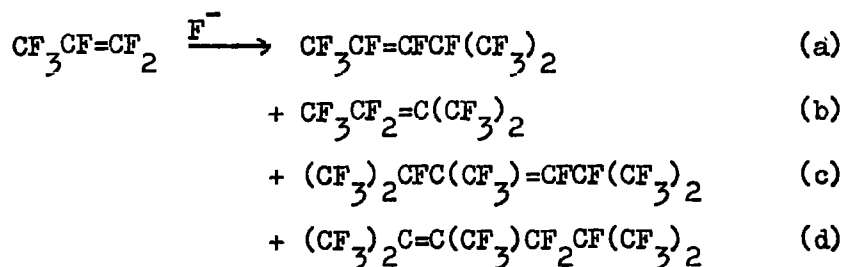 CF₃CF=CF₂ F⁻ → CF₃CF=CFCF(CF₃)₂ (a)
+ CF₃CF₂=C(CF₃)₂ (b)
+ (CF₃)₂CFC(CF₃)=CFCF(CF₃)₂ (c)
+ (CF₃)₂C=C(CF₃)CF₂CF(CF₃)₂ (d)